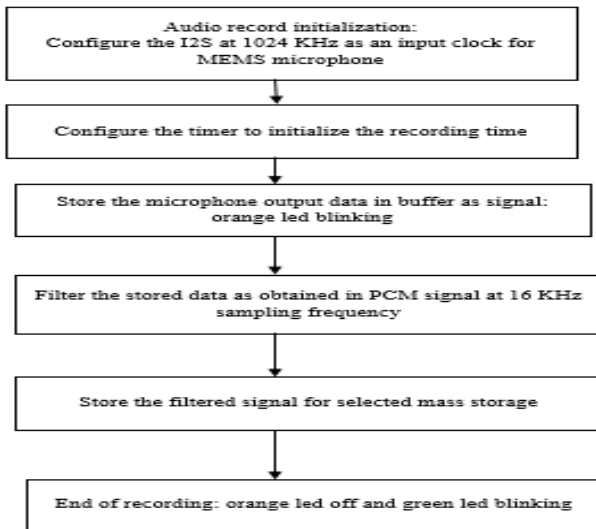 Audio record initialization:
Configure the I2S at 1024 KHz as an input clock for
MEMS microphone
Configure the timer to initialize the recording time
Store the microphone output data in buffer as signal:
orange led blinking
Filter the stored data as obtained in PCM signal at 16 KHz
sampling frequency
Store the filtered signal for selected mass storage
End of recording: orange led off and green led blinking